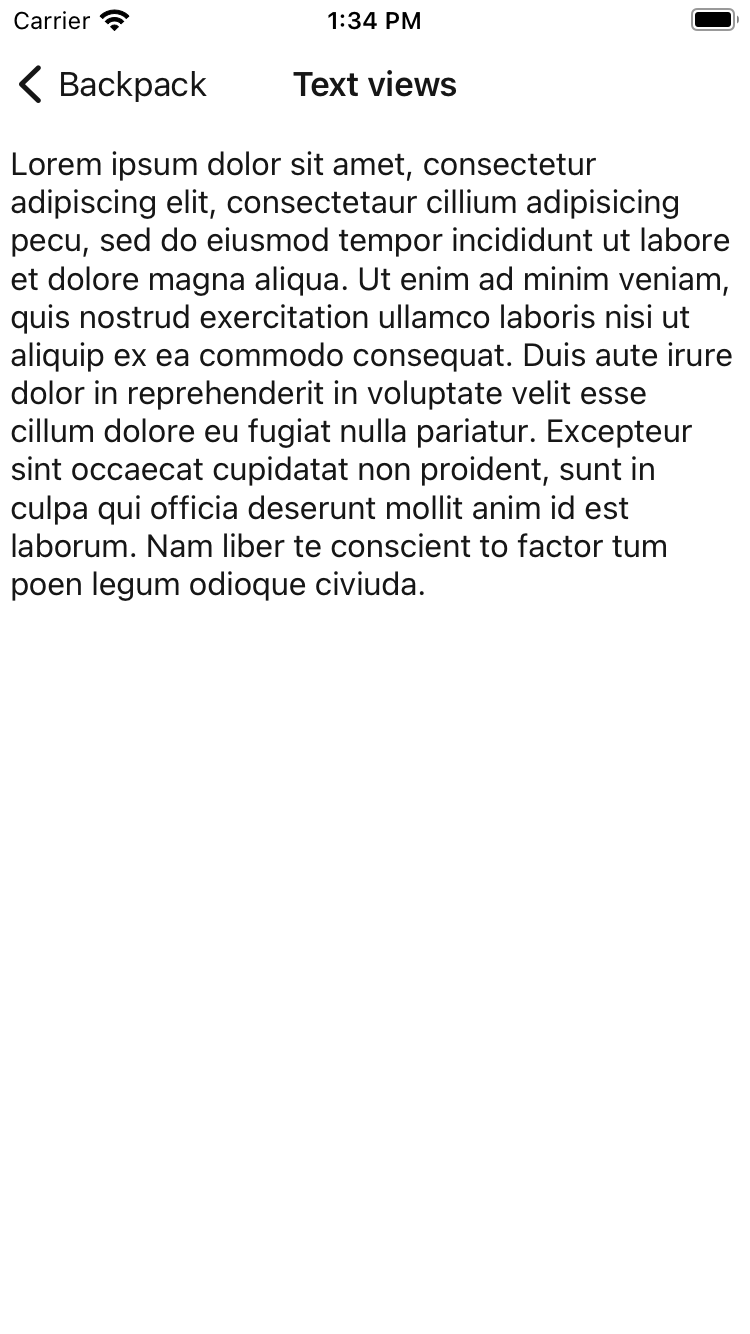 Carrier 1:34 PM
Backpack Text views
Lorem ipsum dolor sit amet, consectetur
adipiscing elit, consectetaur cillium adipisicing
pecu, sed do eiusmod tempor incididunt ut labore
et dolore magna aliqua. Ut enim ad minim veniam,
quis nostrud exercitation ullamco laboris nisi ut
aliquip ex ea commodo consequat. Duis aute irure
dolor in reprehenderit in voluptate velit esse
cillum dolore eu fugiat nulla pariatur. Excepteur
sint occaecat cupidatat non proident, sunt in
culpa qui officia deserunt mollit anim id est
laborum. Nam liber te conscient to factor tum
poen legum odioque civiuda.